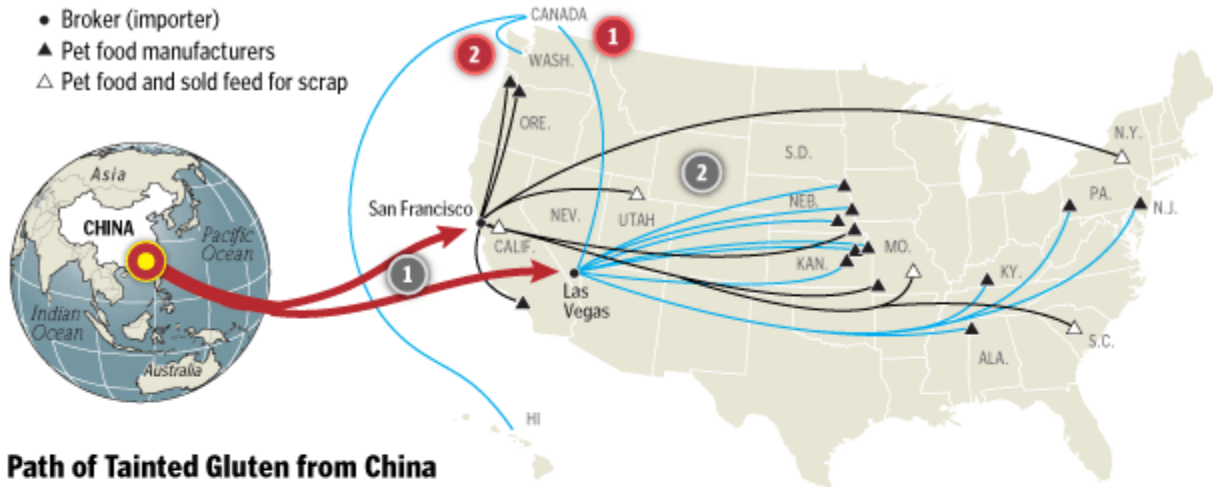 Broker (importer)
Pet food manufacturers
Pet food and sold feed for scrap
CANADA
1
2
WASH.
ORE.
N.Y.
S.D.
2
Asia
PA.
San Francisco
NEV.
UTAH
NEB.
N.J.
CHINA
Pacific
Ocean
CALIF.
MO.
1
KAN.
KY.
Las
Vegas
Indian
Ocean
S.C.
ALA.
Australia
HI
Path of Tainted Gluten from China